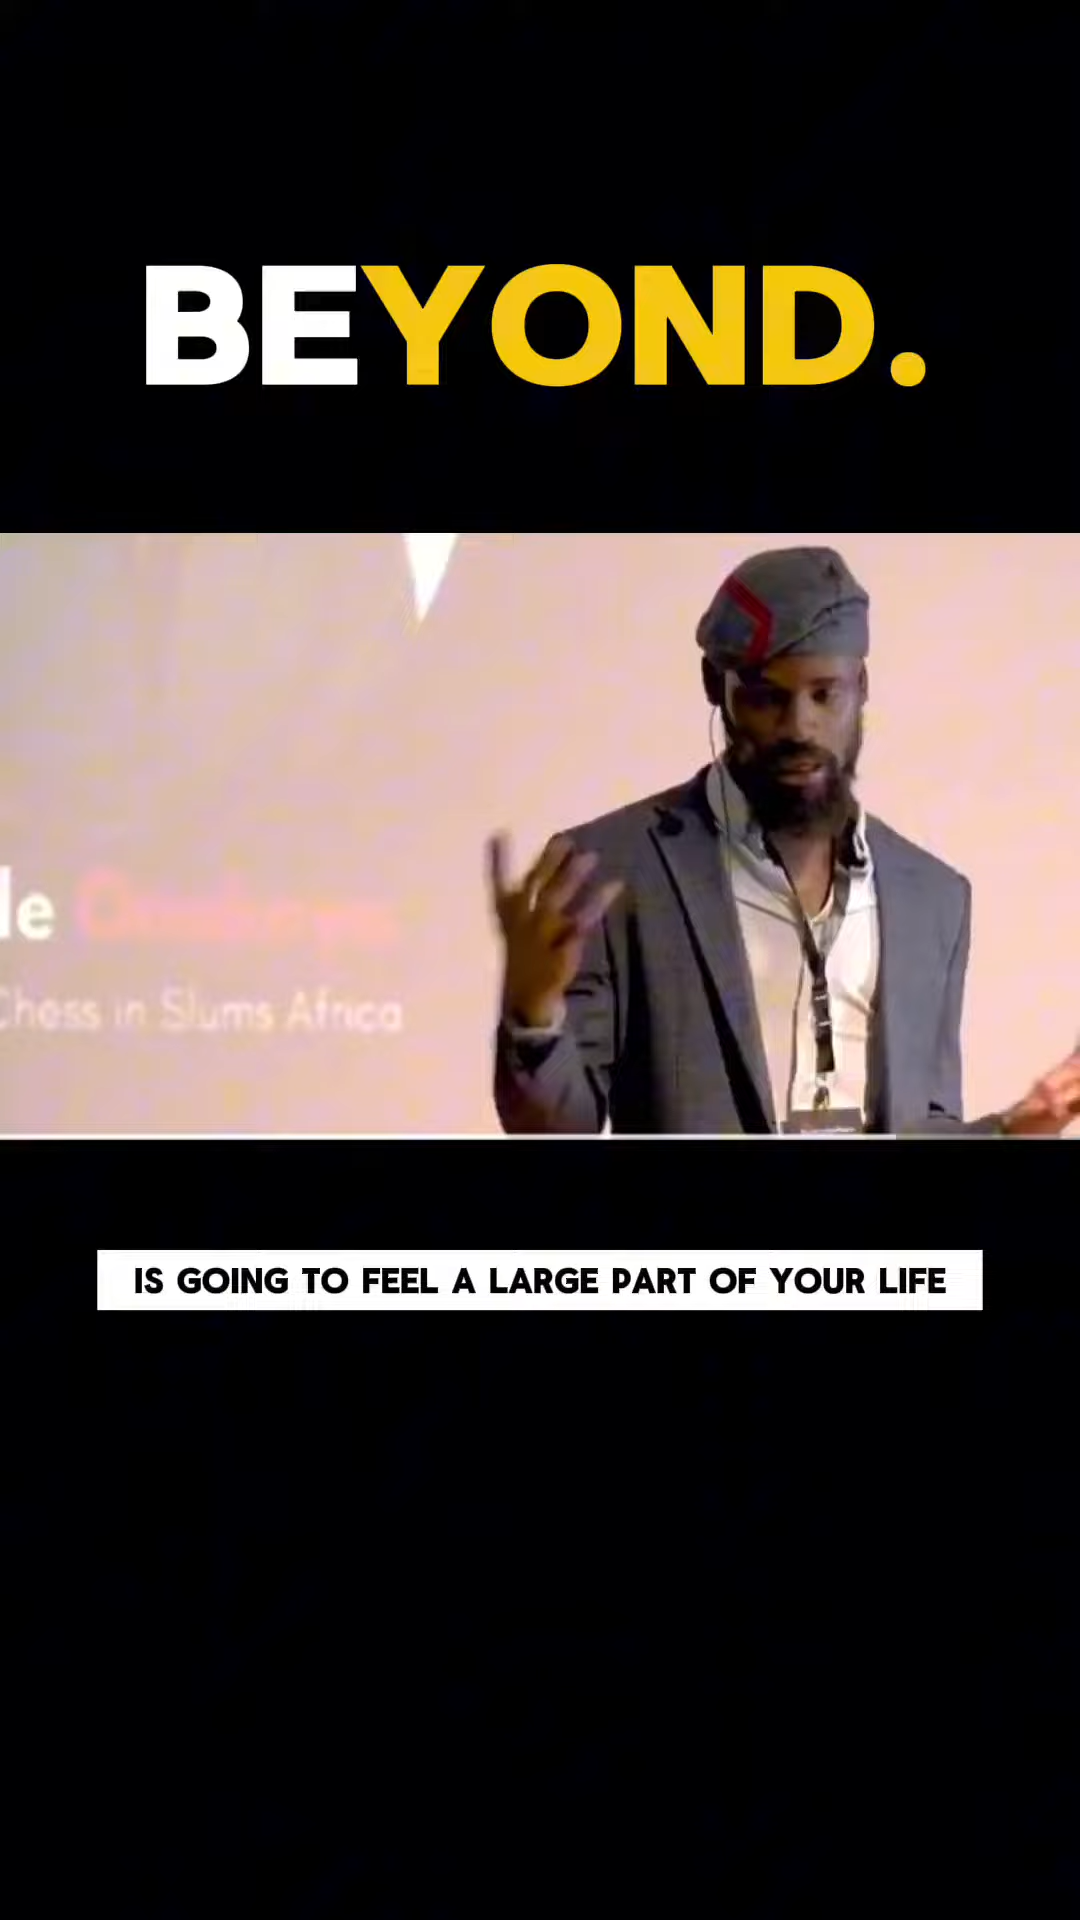 BEYOND.
le
Chess in Slums Africa
IS GOING TO FEEL A LARGE PART OF YOUR LIFE